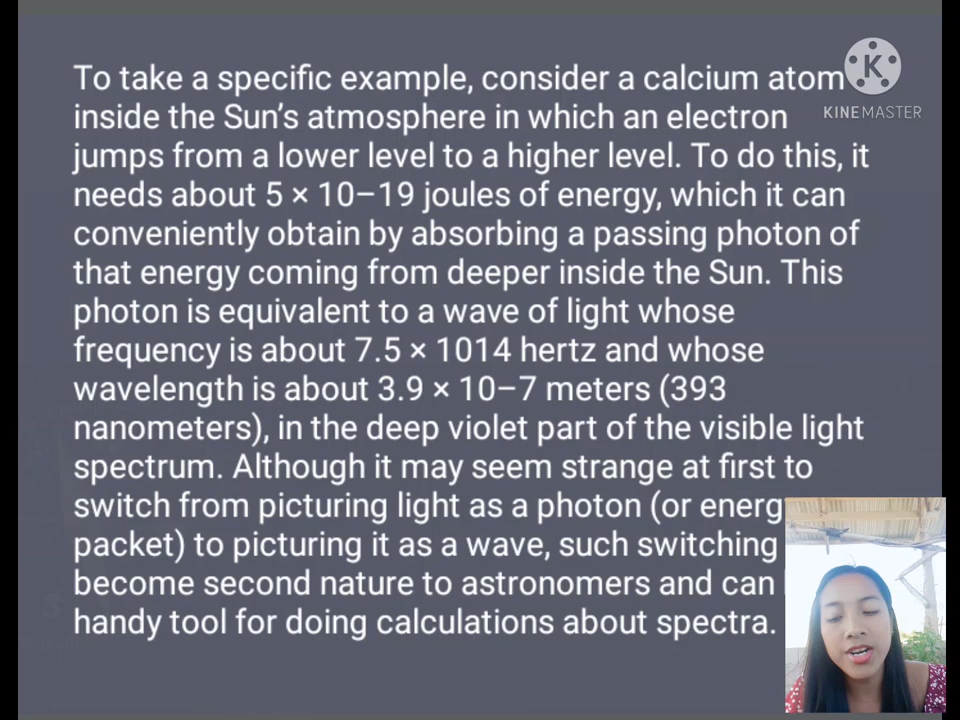 To take a specific example, consider a calcium atom
inside the Sun’s atmosphere in which an electron
jumps from a lower level to a higher level. To do this, it
needs about 5 × 10–19 joules of energy, which it can
conveniently obtain by absorbing a passing photon of
that energy coming from deeper inside the Sun. This
photon is equivalent to a wave of light whose
frequency is about 7.5 × 1014 hertz and whose
wavelength is about 3.9 × 10–7 meters (393
nanometers), in the deep violet part of the visible light
spectrum. Although it may seem strange at first to
switch from picturing light as a photon (or energ
packet) to picturing it as a wave, such switching
become second nature to astronomers and can
handy tool for doing calculations about spectra.
K
KINEMASTER